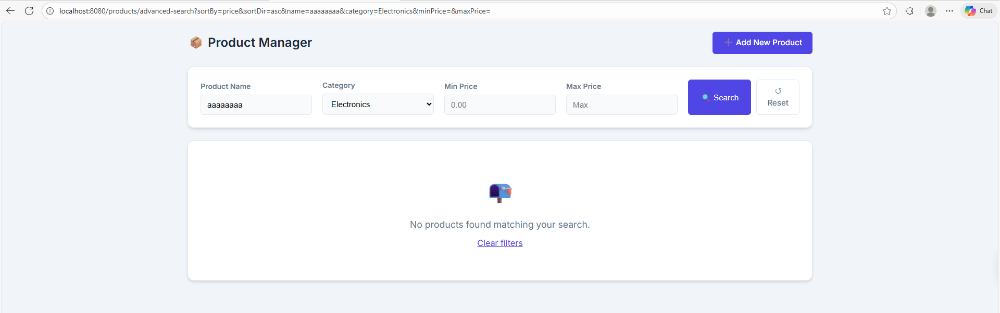 localhost:8080/products/advanced-search?sortBy=price&sortDir=asc&name=aaaaaaaa&category=Electronics&minPrice=&maxPrice=
Chat
Product Manager
Add New Product
Product Name
Category
Min Price
Max Price
aaaaaaaa
Electronics
0.00
Max
Search
Reset
No products found matching your search.
Clear filters